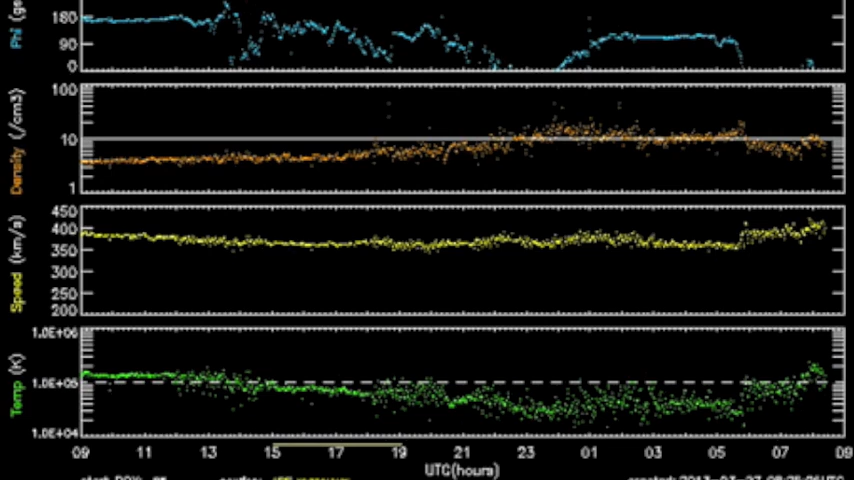 Phi
180
90
0
Density (/cm3)
100
10
1
Speed (km/s)
450
400
350
300
250
200
Temp (K)
1.0E+06
1.0E+05
1.0E+04
09 11 13 15 17 19 21 23 01 03 05 07 09
UTC(hours)